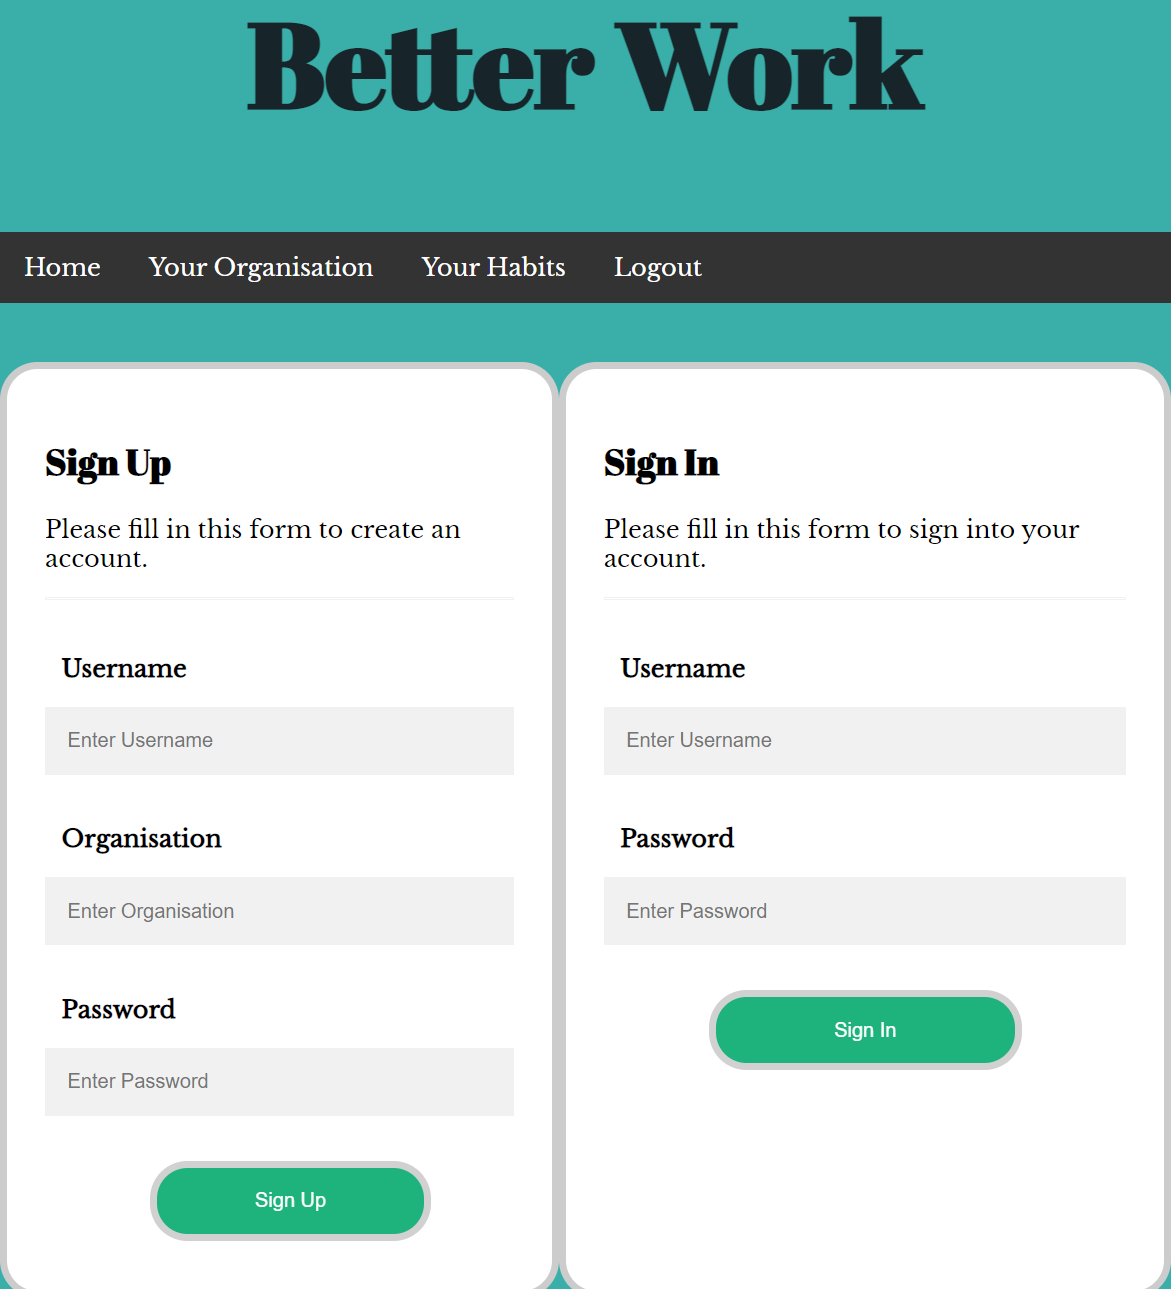 Better Work
Home Your Organisation Your Habits Logout
Sign Up
Please fill in this form to create an
account.
Username
Enter Username
Organisation
Enter Organisation
Password
Enter Password
Sign Up
Sign In
Please fill in this form to sign into your
account.
Username
Enter Username
Password
Enter Password
Sign In